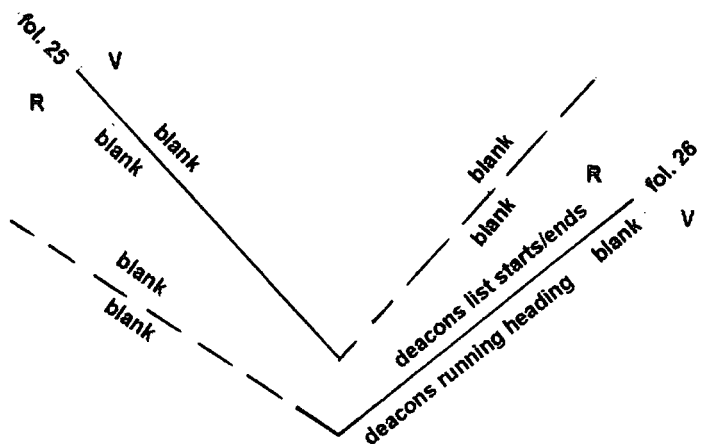 fol. 25
V
R
blank
blank
blank
blank
blank
blank
R
fol. 26
deacons list starts/ends
deacons running heading
blank
V